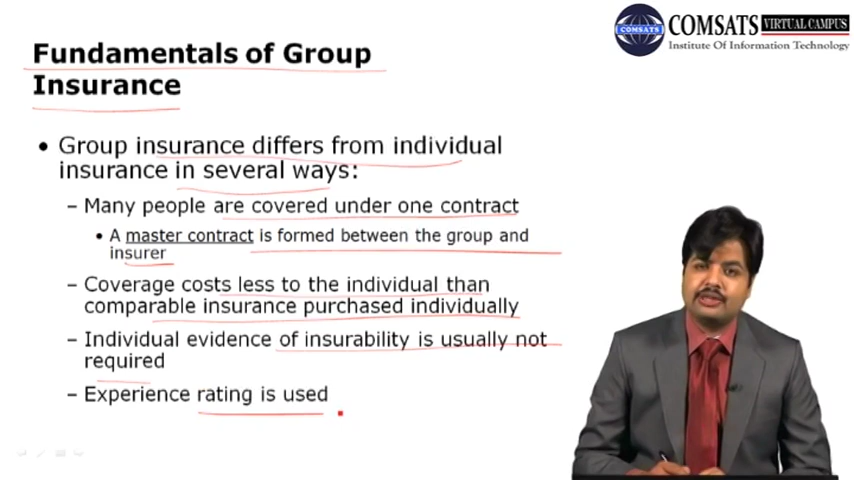 COMSATS VIRTUAL CAMPUS
COMSATS
Institute Of Information Technology
Fundamentals of Group
Insurance
• Group insurance differs from individual
insurance in several ways:
– Many people are covered under one contract
• A master contract is formed between the group and
insurer
– Coverage costs less to the individual than
comparable insurance purchased individually
– Individual evidence of insurability is usually not
required
– Experience rating is used